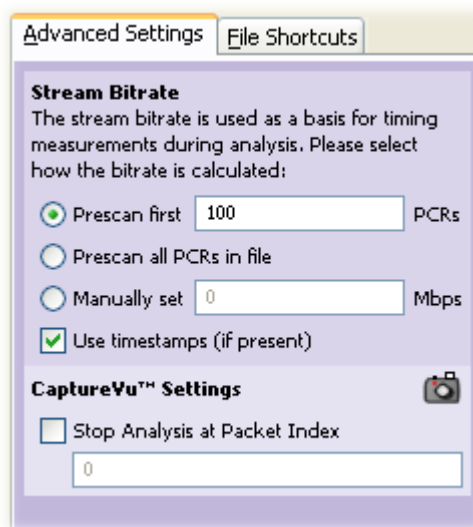 Advanced Settings File Shortcuts
Stream Bitrate
The stream bitrate is used as a basis for timing
measurements during analysis. Please select
how the bitrate is calculated:
Prescan first 100 PCRs
Prescan all PCRs in file
Manually set 0 Mbps
Use timestamps (if present)
CaptureVu™ Settings
Stop Analysis at Packet Index
0